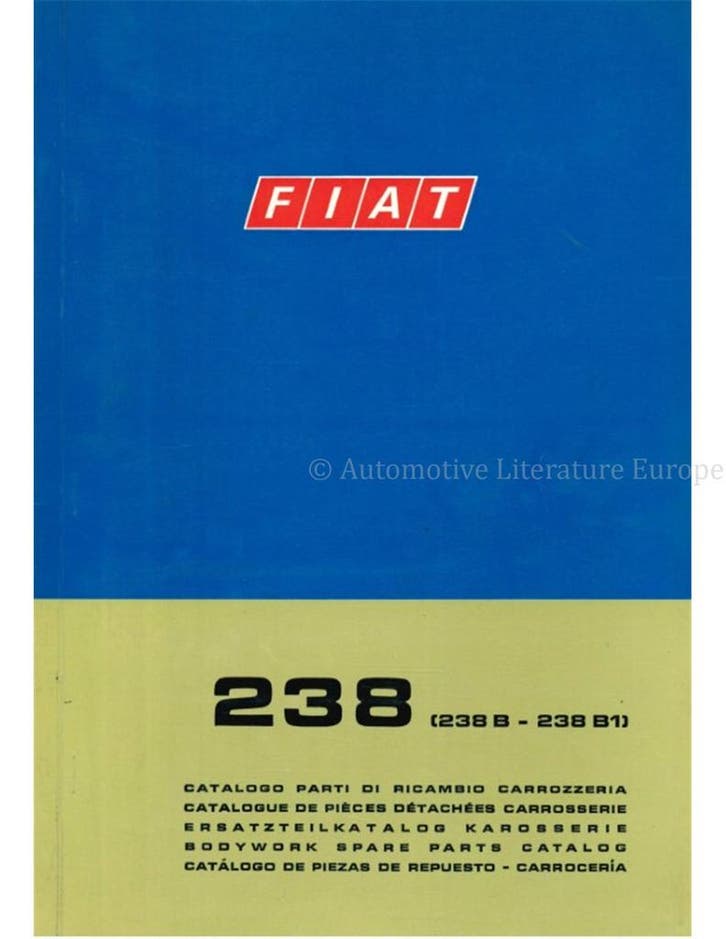 FIAT
© Automotive Literature Europe
238 (238 B - 238 B1)
CATALOGO PARTI DI RICAMBIO CARROZZERIA
CATALOGUE DE PIÈCES DÉTACHÉES CARROSSERIE
ERSATZTEILKATALOG KAROSSERIE
BODYWORK SPARE PARTS CATALOG
CATÁLOGO DE PIEZAS DE REPUESTO - CARROCERÍA